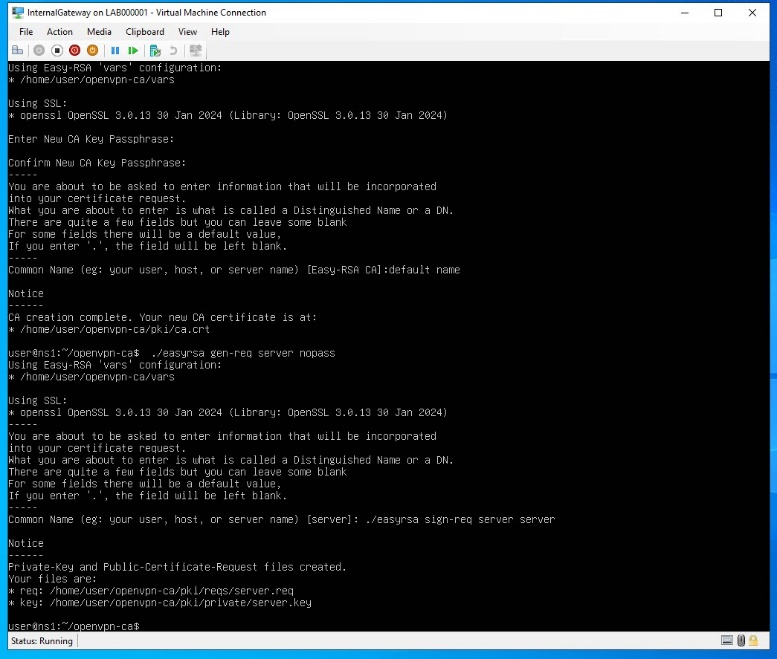 InternalGateway on LAB000001 - Virtual Machine Connection
File Action Media Clipboard View Help
Using Easy-RSA 'vars' configuration:
* /home/user/openvpn-ca/vars
Using SSL:
* openssl OpenSSL 3.0.13 30 Jan 2024 (Library: OpenSSL 3.0.13 30 Jan 2024)
Enter New CA Key Passphrase:
Confirm New CA Key Passphrase:
-----
You are about to be asked to enter information that will be incorporated
into your certificate request.
What you are about to enter is what is called a Distinguished Name or a DN.
There are quite a few fields but you can leave some blank
For some fields there will be a default value,
If you enter '.', the field will be left blank.
-----
Common Name (eg: your user, host, or server name) [Easy-RSA CA]:default name
Notice
------
CA creation complete. Your new CA certificate is at:
* /home/user/openvpn-ca/pki/ca.crt
user@ns1:~/openvpn-ca$  ./easyrsa gen-req server nopass
Using Easy-RSA 'vars' configuration:
* /home/user/openvpn-ca/vars
Using SSL:
* openssl OpenSSL 3.0.13 30 Jan 2024 (Library: OpenSSL 3.0.13 30 Jan 2024)
-----
You are about to be asked to enter information that will be incorporated
into your certificate request.
What you are about to enter is what is called a Distinguished Name or a DN.
There are quite a few fields but you can leave some blank
For some fields there will be a default value,
If you enter '.', the field will be left blank.
-----
Common Name (eg: your user, host, or server name) [server]: ./easyrsa sign-req server server
Notice
------
Private-Key and Public-Certificate-Request files created.
Your files are:
* req: /home/user/openvpn-ca/pki/reqs/server.req
* key: /home/user/openvpn-ca/pki/private/server.key
user@ns1:~/openvpn-ca$
Status: Running